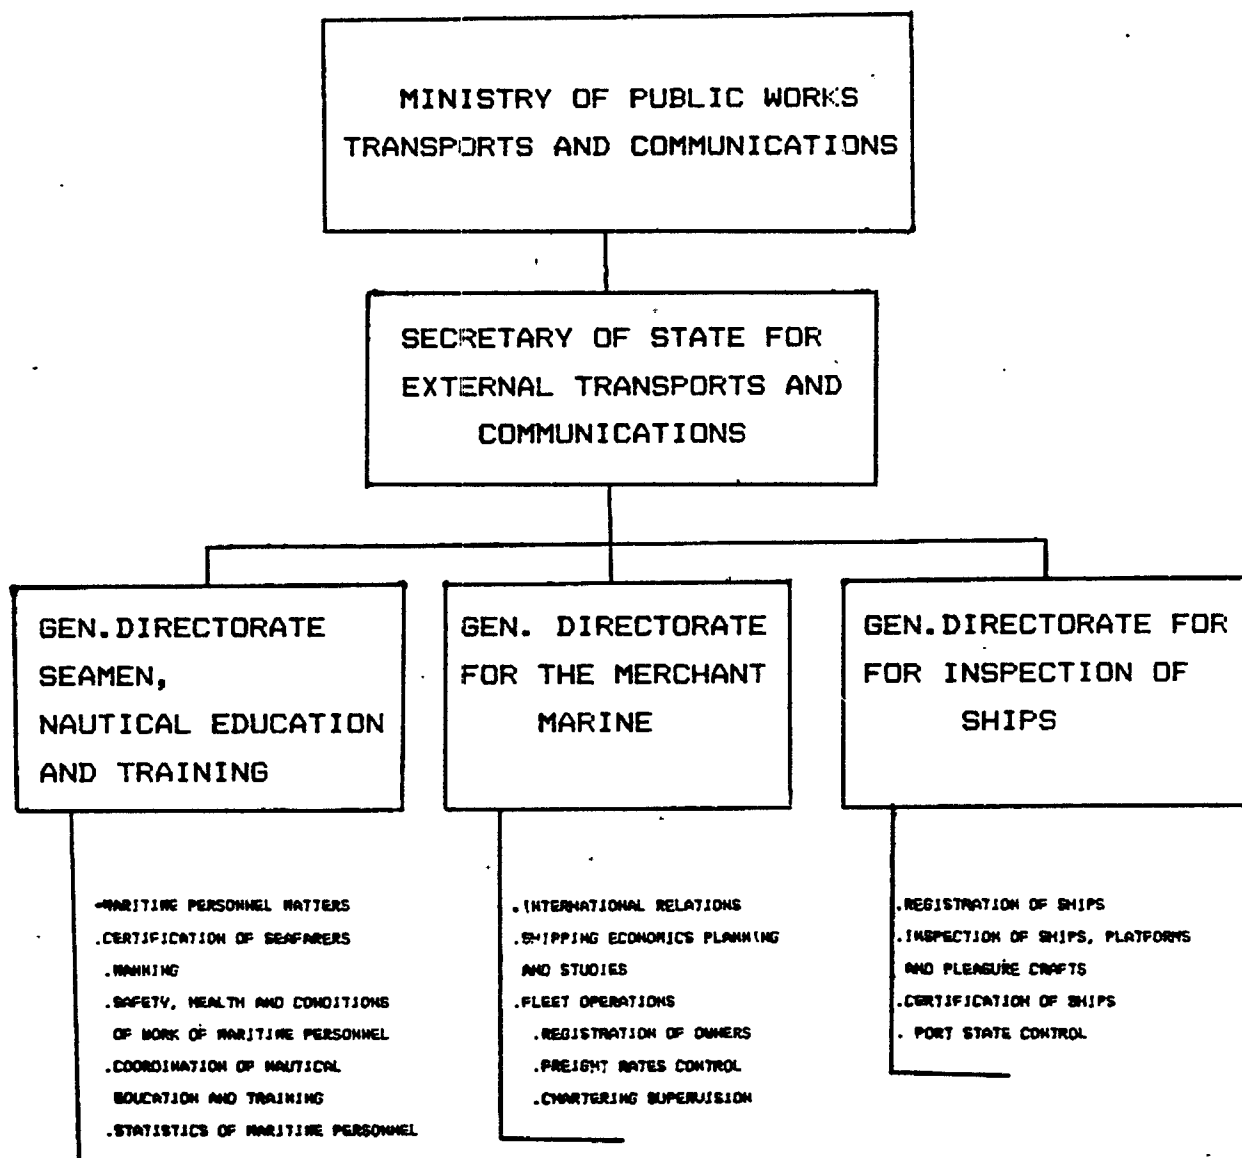 MINISTRY OF PUBLIC WORKS
TRANSPORTS AND COMMUNICATIONS
SECRETARY OF STATE FOR
EXTERNAL TRANSPORTS AND
COMMUNICATIONS
GEN.DIRECTORATE
SEAMEN,
NAUTICAL EDUCATION
AND TRAINING
GEN. DIRECTORATE
FOR THE MERCHANT
MARINE
GEN.DIRECTORATE FOR
FOR INSPECTION OF
SHIPS
-MARITIME PERSONNEL MATTERS
.CERTIFICATION OF SEAFARERS
.MANNING
.SAFETY, HEALTH AND CONDITIONS
OF WORK OF MARITIME PERSONNEL
.COORDINATION OF NAUTICAL
EDUCATION AND TRAINING
.STATISTICS OF MARITIME PERSONNEL
.INTERNATIONAL RELATIONS
.SHIPPING ECONOMICS PLANNING
AND STUDIES
.FLEET OPERATIONS
.REGISTRATION OF OWNERS
.FREIGHT RATES CONTROL
.CHARTERING SUPERVISION
.REGISTRATION OF SHIPS
.INSPECTION OF SHIPS, PLATFORMS
AND PLEASURE CRAFTS
.CERTIFICATION OF SHIPS
. PORT STATE CONTROL